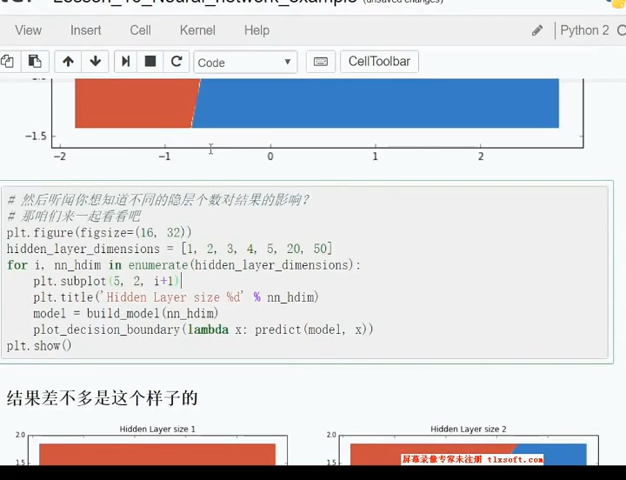 Lesson_10_Neural_network_example (unsaved changes)
View Insert Cell Kernel Help Python 2
Code CellToolbar
−1.5
−2 −1 0 1 2
# 然后听闻你想知道不同的隐层个数对结果的影响？
# 那咱们来一起看看吧
plt.figure(figsize=(16, 32))
hidden_layer_dimensions = [1, 2, 3, 4, 5, 20, 50]
for i, nn_hdim in enumerate(hidden_layer_dimensions):
    plt.subplot(5, 2, i+1)
    plt.title('Hidden Layer size %d' % nn_hdim)
    model = build_model(nn_hdim)
    plot_decision_boundary(lambda x: predict(model, x))
plt.show()
结果差不多是这个样子的
Hidden Layer size 1 Hidden Layer size 2
2.0 2.0
屏幕录像专家未注册 tlxsoft.com